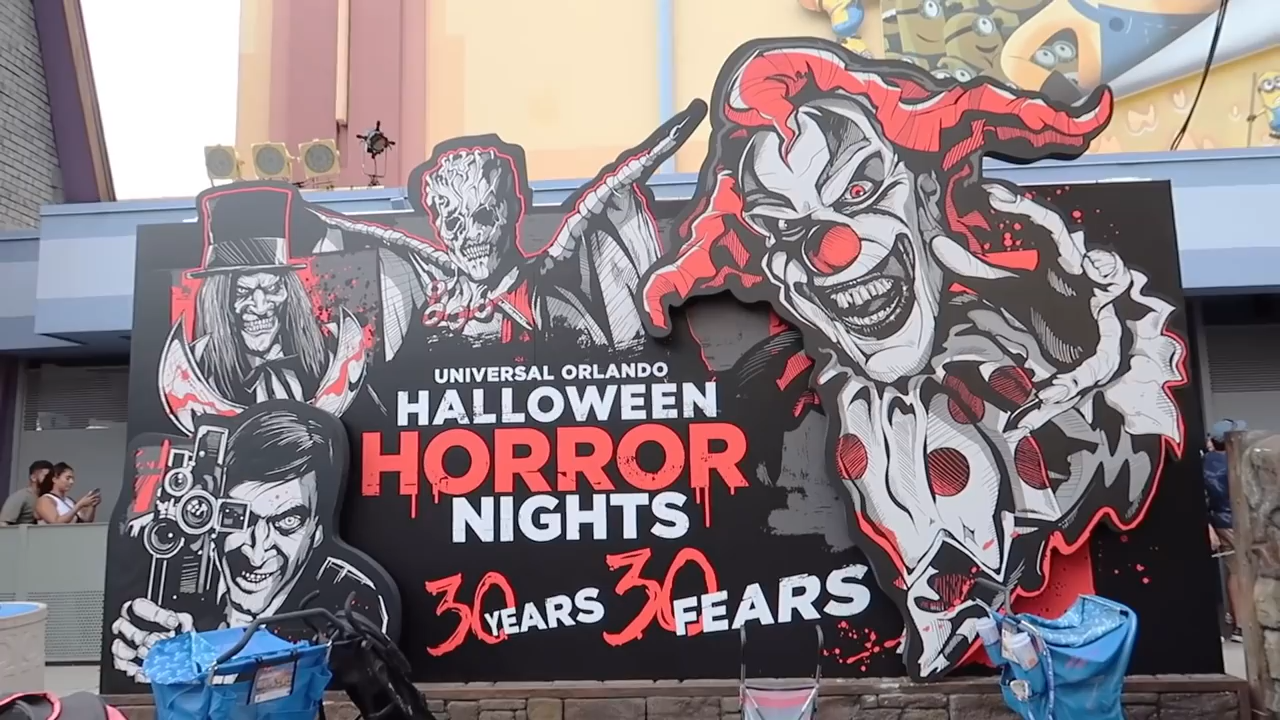 UNIVERSAL ORLANDO
HALLOWEEN
HORROR
NIGHTS
30 YEARS 30 FEARS